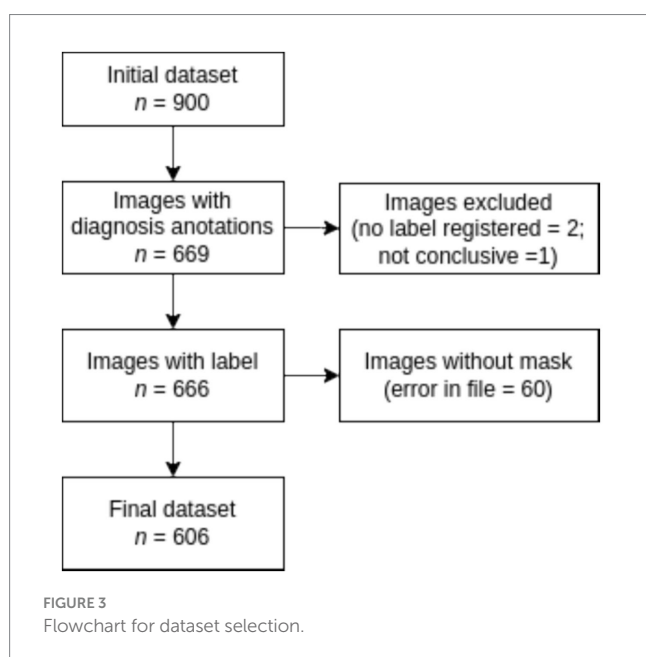 Initial dataset
n = 900
Images with
diagnosis anotations
n = 669
Images excluded
(no label registered = 2;
not conclusive =1)
Images with label
n = 666
Images without mask
(error in file = 60)
Final dataset
n = 606
FIGURE 3
Flowchart for dataset selection.